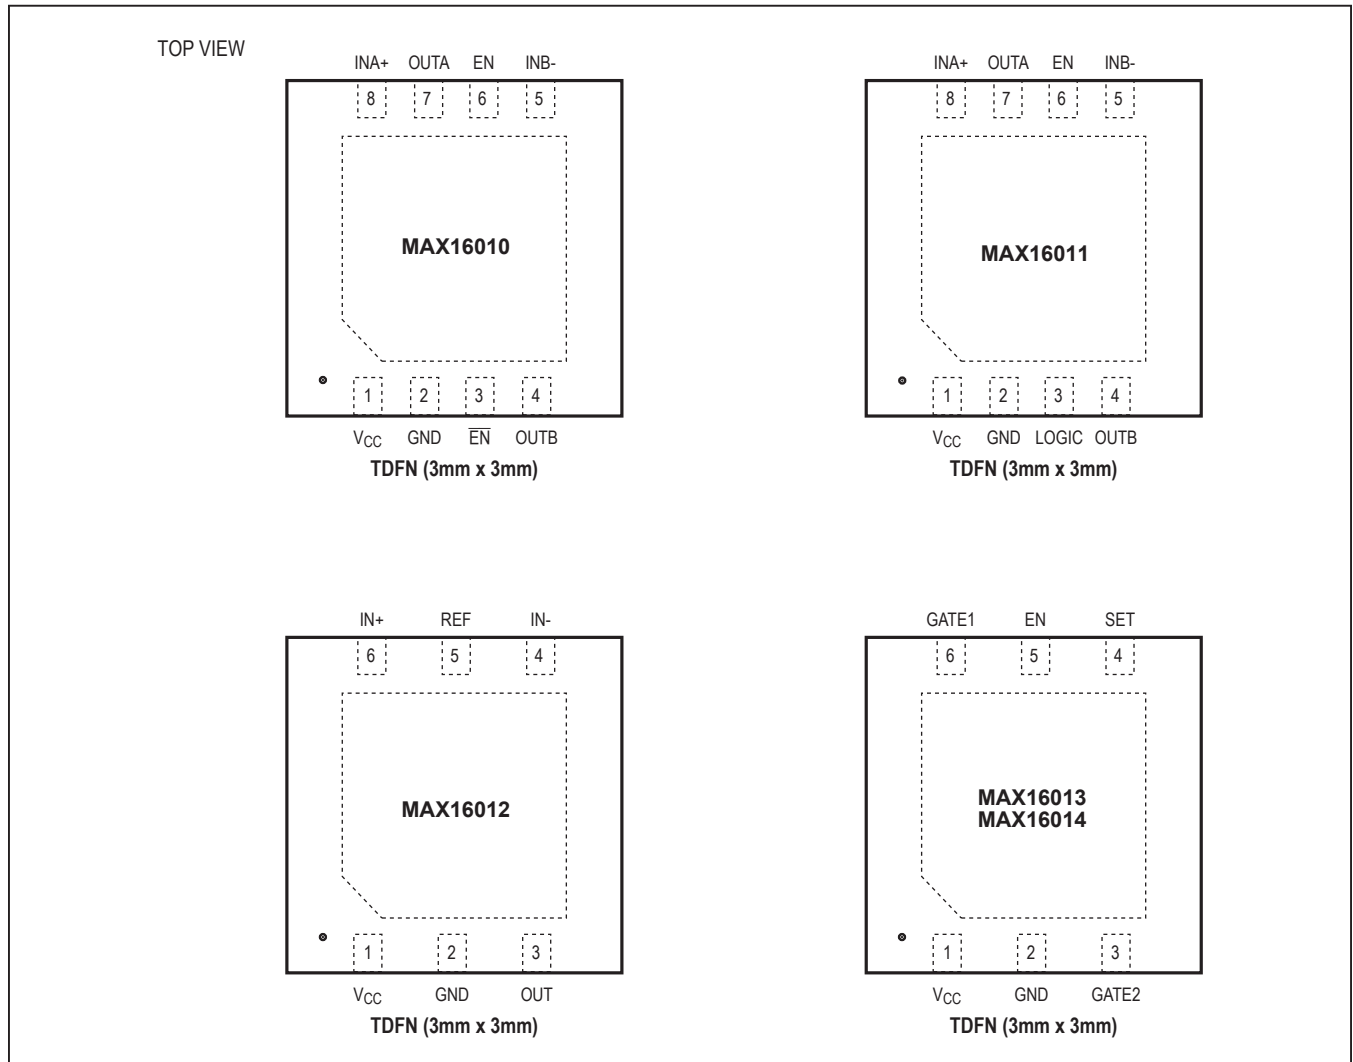 TOP VIEW
INA+ OUTA EN INB-
8 7 6 5
MAX16010
1 2 3 4
VCC GND E̅N̅ OUTB
TDFN (3mm x 3mm)
INA+ OUTA EN INB-
8 7 6 5
MAX16011
1 2 3 4
VCC GND LOGIC OUTB
TDFN (3mm x 3mm)
IN+ REF IN-
6 5 4
MAX16012
1 2 3
VCC GND OUT
TDFN (3mm x 3mm)
GATE1 EN SET
6 5 4
MAX16013
MAX16014
1 2 3
VCC GND GATE2
TDFN (3mm x 3mm)